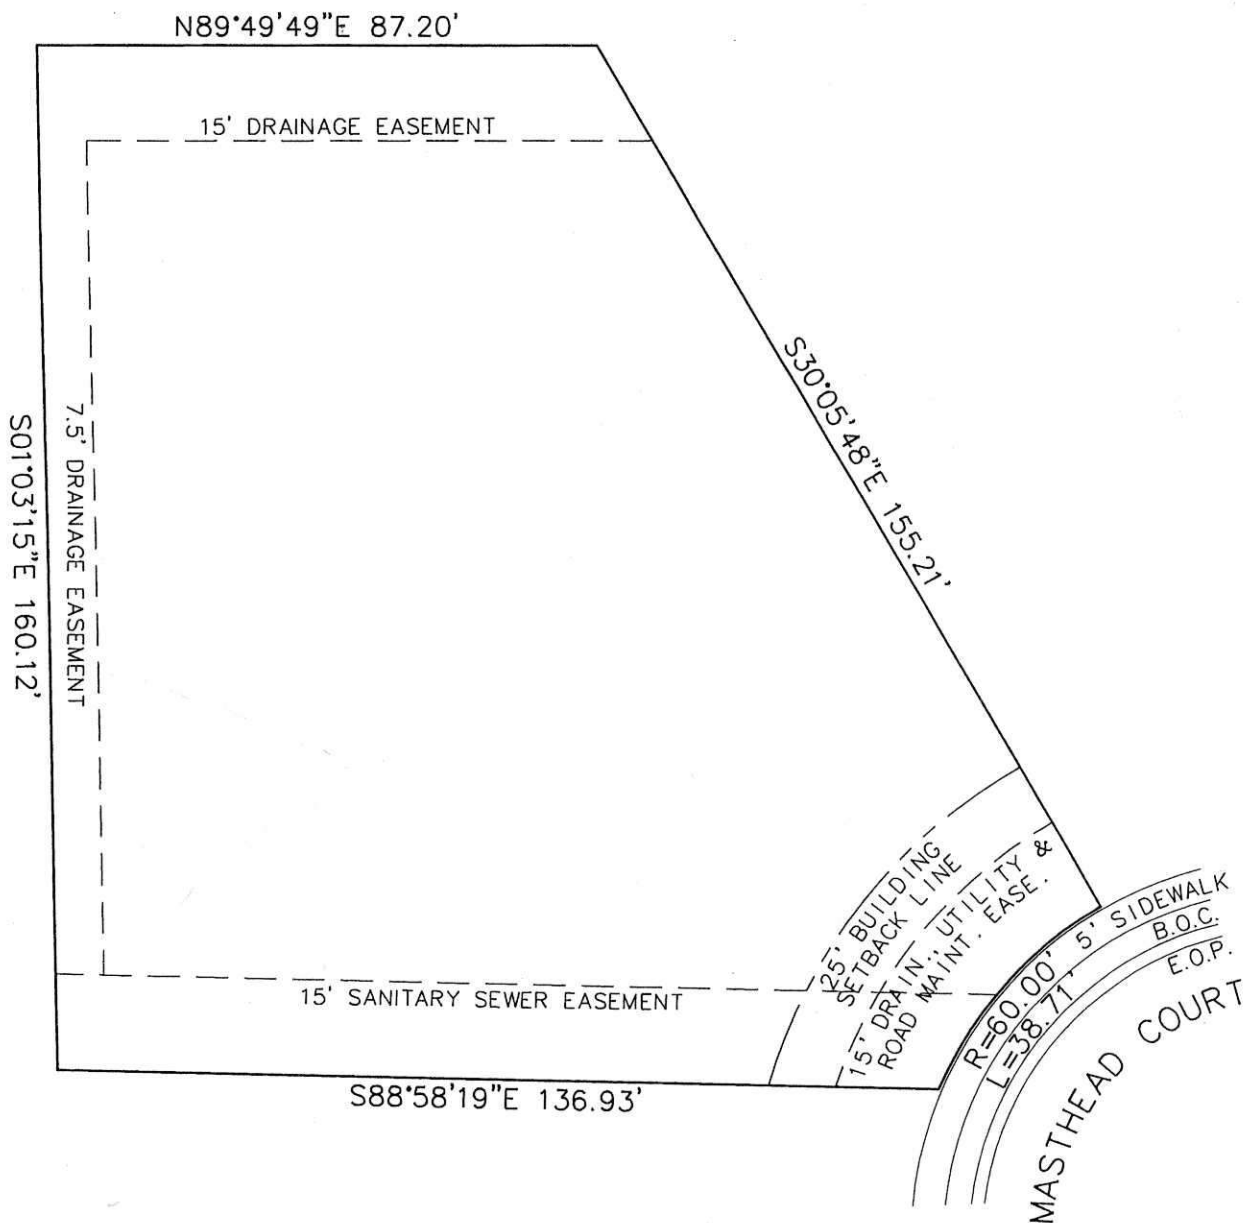 N89°49'49"E 87.20'
15' DRAINAGE EASEMENT
S30°05'48"E 155.21'
7.5' DRAINAGE EASEMENT
S01°03'15"E 160.12'
25' BUILDING
SETBACK LINE
15' DRAIN., UTILITY &
ROAD MAINT. EASE.
5' SIDEWALK
B.O.C.
E.O.P.
R=60.00'
L=38.71'
15' SANITARY SEWER EASEMENT
S88°58'19"E 136.93'
MASTHEAD COURT